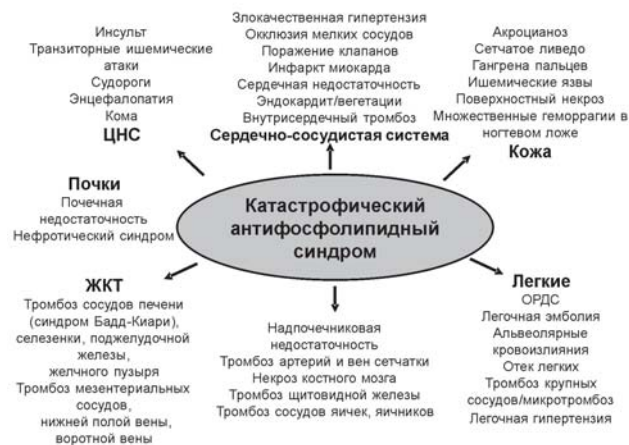 Инсульт
Транзиторные ишемические
атаки
Судороги
Энцефалопатия
Кома
ЦНС
Злокачественная гипертензия
Окклюзия мелких сосудов
Поражение клапанов
Инфаркт миокарда
Сердечная недостаточность
Эндокардит/вегетации
Внутрисердечный тромбоз
Сердечно-сосудистая система
Акроцианоз
Сетчатое ливедо
Гангрена пальцев
Ишемические язвы
Поверхностный некроз
Множественные геморрагии в
ногтевом ложе
Кожа
Почки
Почечная
недостаточность
Нефротический синдром
Катастрофический
антифосфолипидный
синдром
ЖКТ
Тромбоз сосудов печени
(синдром Бадд-Киари),
селезенки, поджелудочной
железы,
желчного пузыря
Тромбоз мезентериальных
сосудов,
нижней полой вены,
воротной вены
Надпочечниковая
недостаточность
Тромбоз артерий и вен сетчатки
Некроз костного мозга
Тромбоз щитовидной железы
Тромбоз сосудов яичек, яичников
Легкие
ОРДС
Легочная эмболия
Альвеолярные
кровоизлияния
Отек легких
Тромбоз крупных
сосудов/микротромбоз
Легочная гипертензия